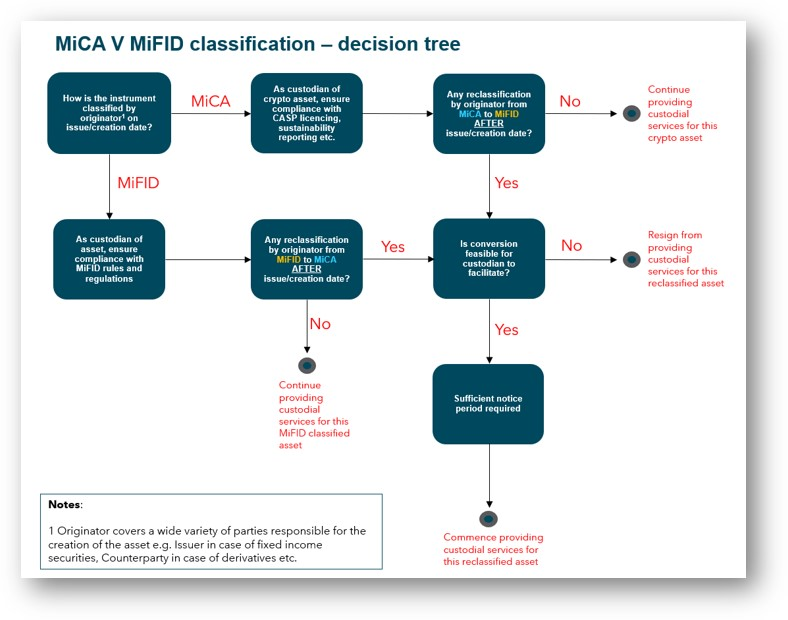 MiCA V MiFID classification – decision tree
How is the instrument
classified by
originator¹ on
issue/creation date?
MiCA
As custodian of
crypto asset, ensure
compliance with
CASP licencing,
sustainability
reporting etc.
Any reclassification
by originator from
MiCA to MiFID
AFTER
issue/creation date?
No
Continue
providing
custodial
services for this
crypto asset
MiFID
Yes
As custodian of
asset, ensure
compliance with
MiFID rules and
regulations
Any reclassification
by originator from
MiFID to MiCA
AFTER
issue/creation date?
Yes
Is conversion
feasible for
custodian to
facilitate?
No
Resign from
providing
custodial
services for this
reclassified asset
No
Continue
providing
custodial
services for this
MiFID classified
asset
Yes
Sufficient notice
period required
Commence providing
custodial services for
this reclassified asset
Notes:
1 Originator covers a wide variety of parties responsible for the
creation of the asset e.g. Issuer in case of fixed income
securities, Counterparty in case of derivatives etc.